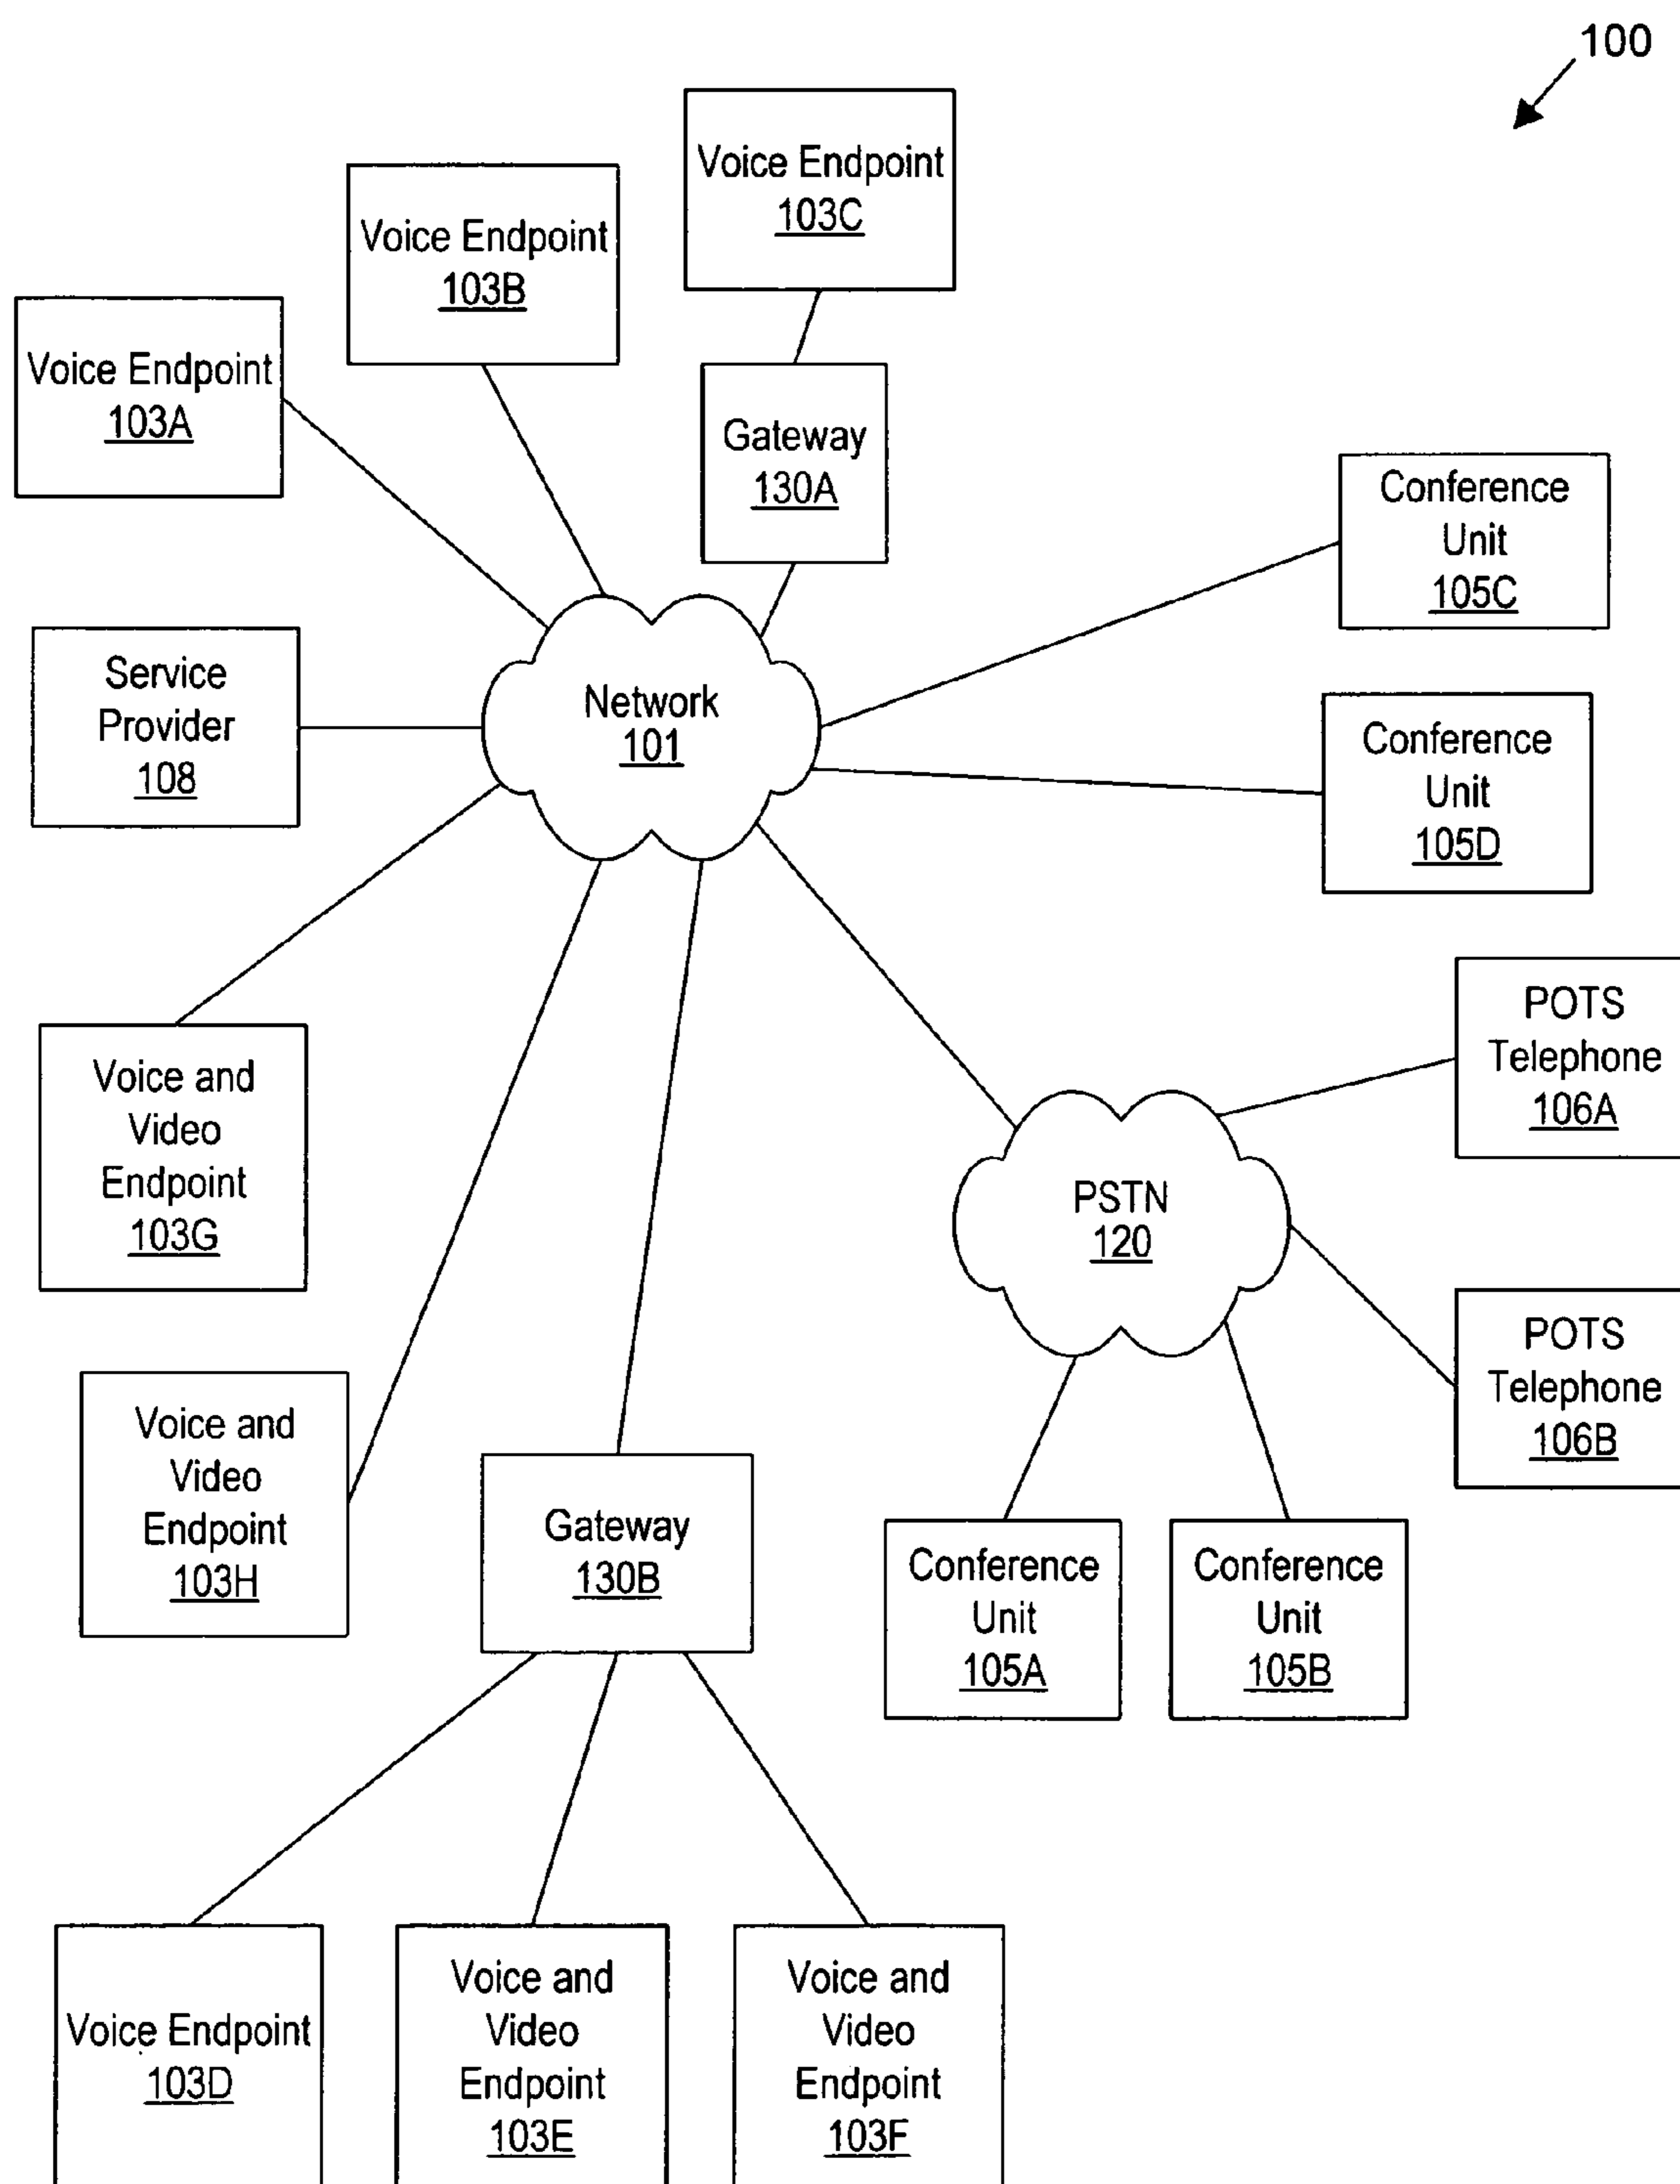 100
Voice Endpoint
103C
Voice Endpoint
103B
Voice Endpoint
103A
Gateway
130A
Conference
Unit
105C
Service
Provider
108
Network
101
Conference
Unit
105D
POTS
Telephone
106A
Voice and
Video
Endpoint
103G
PSTN
120
POTS
Telephone
106B
Voice and
Video
Endpoint
103H
Gateway
130B
Conference
Unit
105A
Conference
Unit
105B
Voice Endpoint
103D
Voice and
Video
Endpoint
103E
Voice and
Video
Endpoint
103F